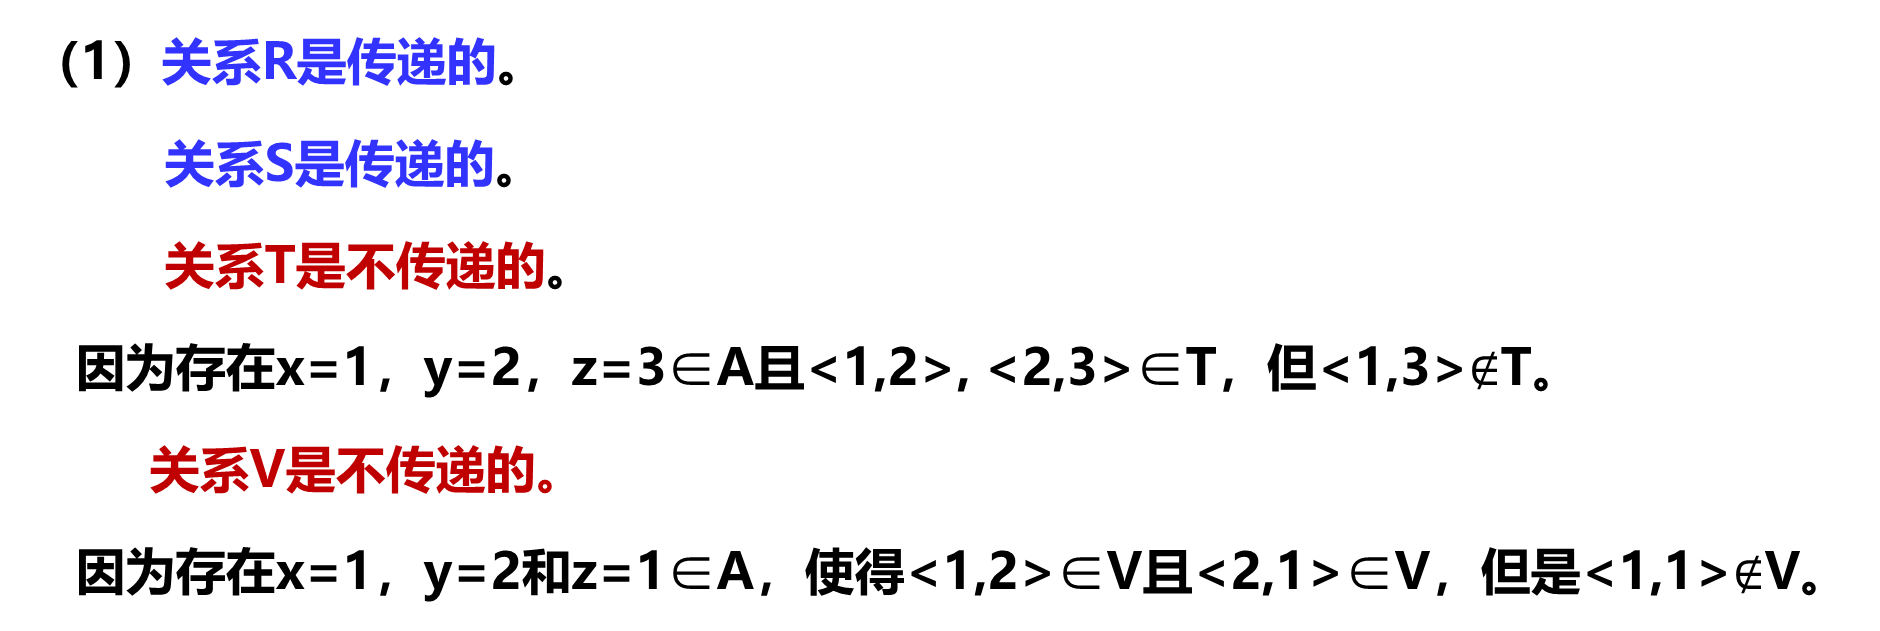 (1) 关系R是传递的。
关系S是传递的。
关系T是不传递的。
因为存在x=1，y=2，z=3∈A且<1,2>, <2,3>∈T，但<1,3>∉T。
关系V是不传递的。
因为存在x=1，y=2和z=1∈A，使得<1,2>∈V且<2,1>∈V，但是<1,1>∉V。